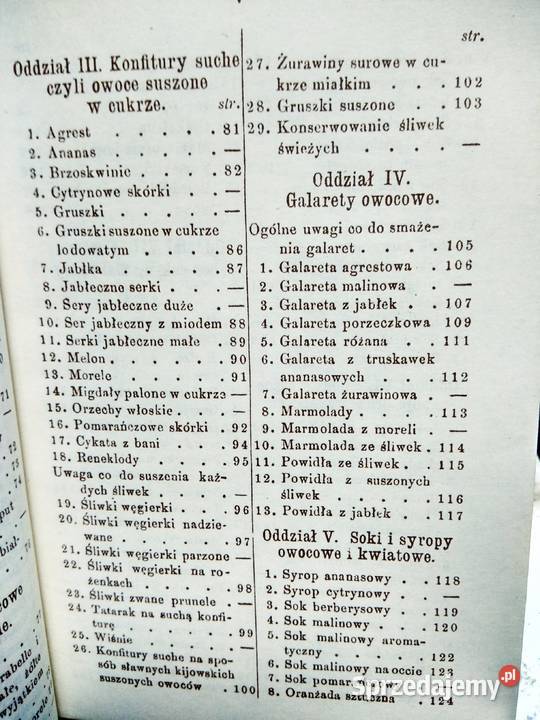 Oddział III. Konfitury suche
czyli owoce suszone
w cukrze. str.
1. Agrest . . . . . 81
2. Ananas . . . . . —
3. Brzoskwinie . . . . 82
4. Cytrynowe skórki . . —
5. Gruszki . . . . . —
6. Gruszki suszone w cukrze
lodowatym . . . . 86
7. Jabłka . . . . . 87
8. Jabłeczne serki . . . —
9. Sery jabłeczne duże . . —
10. Ser jabłeczny z miodem 88
11. Serki jabłeczne małe . 89
12. Melon . . . . . 90
13. Morele . . . . . 91
14. Migdały palone w cukrze —
15. Orzechy włoskie . . . —
16. Pomarańczowe skórki . 92
17. Cykata z bani . . . 94
18. Reneklody . . . . 95
Uwaga co do suszenia każ-
dych śliwek . . . . —
19. Śliwki węgierki . . . 96
20. Śliwki węgierki nadzie-
wane . . . . . 97
21. Śliwki węgierki parzone —
22. Śliwki węgierki na ro-
żenkach . . . . 98
23. Śliwki zwane prunele . —
24. Tatarak na suchą konfi-
turę . . . . . 99
25. Wiśnie . . . . . —
26. Konfitury suche na spo-
sób sławnych kijowskich
suszonych owoców . 100
str.
27. Żurawiny surowe w cu-
krze miałkim . . . 102
28. Gruszki suszone . . 103
29. Konserwowanie śliwek
świeżych . . . . —
Oddział IV.
Galarety owocowe.
Ogólne uwagi co do smaże-
nia galaret . . . . 105
1. Galareta agrestowa . 106
2. Galareta malinowa . —
3. Galareta z jabłek . . 107
4. Galareta porzeczkowa 109
5. Galareta różana . . 111
6. Galareta z truskawek
ananasowych . . . 112
7. Galareta żurawinowa . —
8. Marmolady . . . . 113
9. Marmolada z moreli . —
10. Marmolada ze śliwek . 114
11. Powidła ze śliwek . . 115
12. Powidła z suszonych
śliwek . . . . . 116
13. Powidła z jabłek . . 117
Oddział V. Soki i syropy
owocowe i kwiatowe.
1. Syrop ananasowy . . 118
2. Syrop cytrynowy . . —
3. Sok berberysowy . . 119
4. Sok malinowy . . . 120
5. Sok malinowy aroma-
tyczny . . . . . 122
6. Sok malinowy na occie 123
7. Sok
8. Oranżada sztuczna . 124
Sprzedajemy.pl